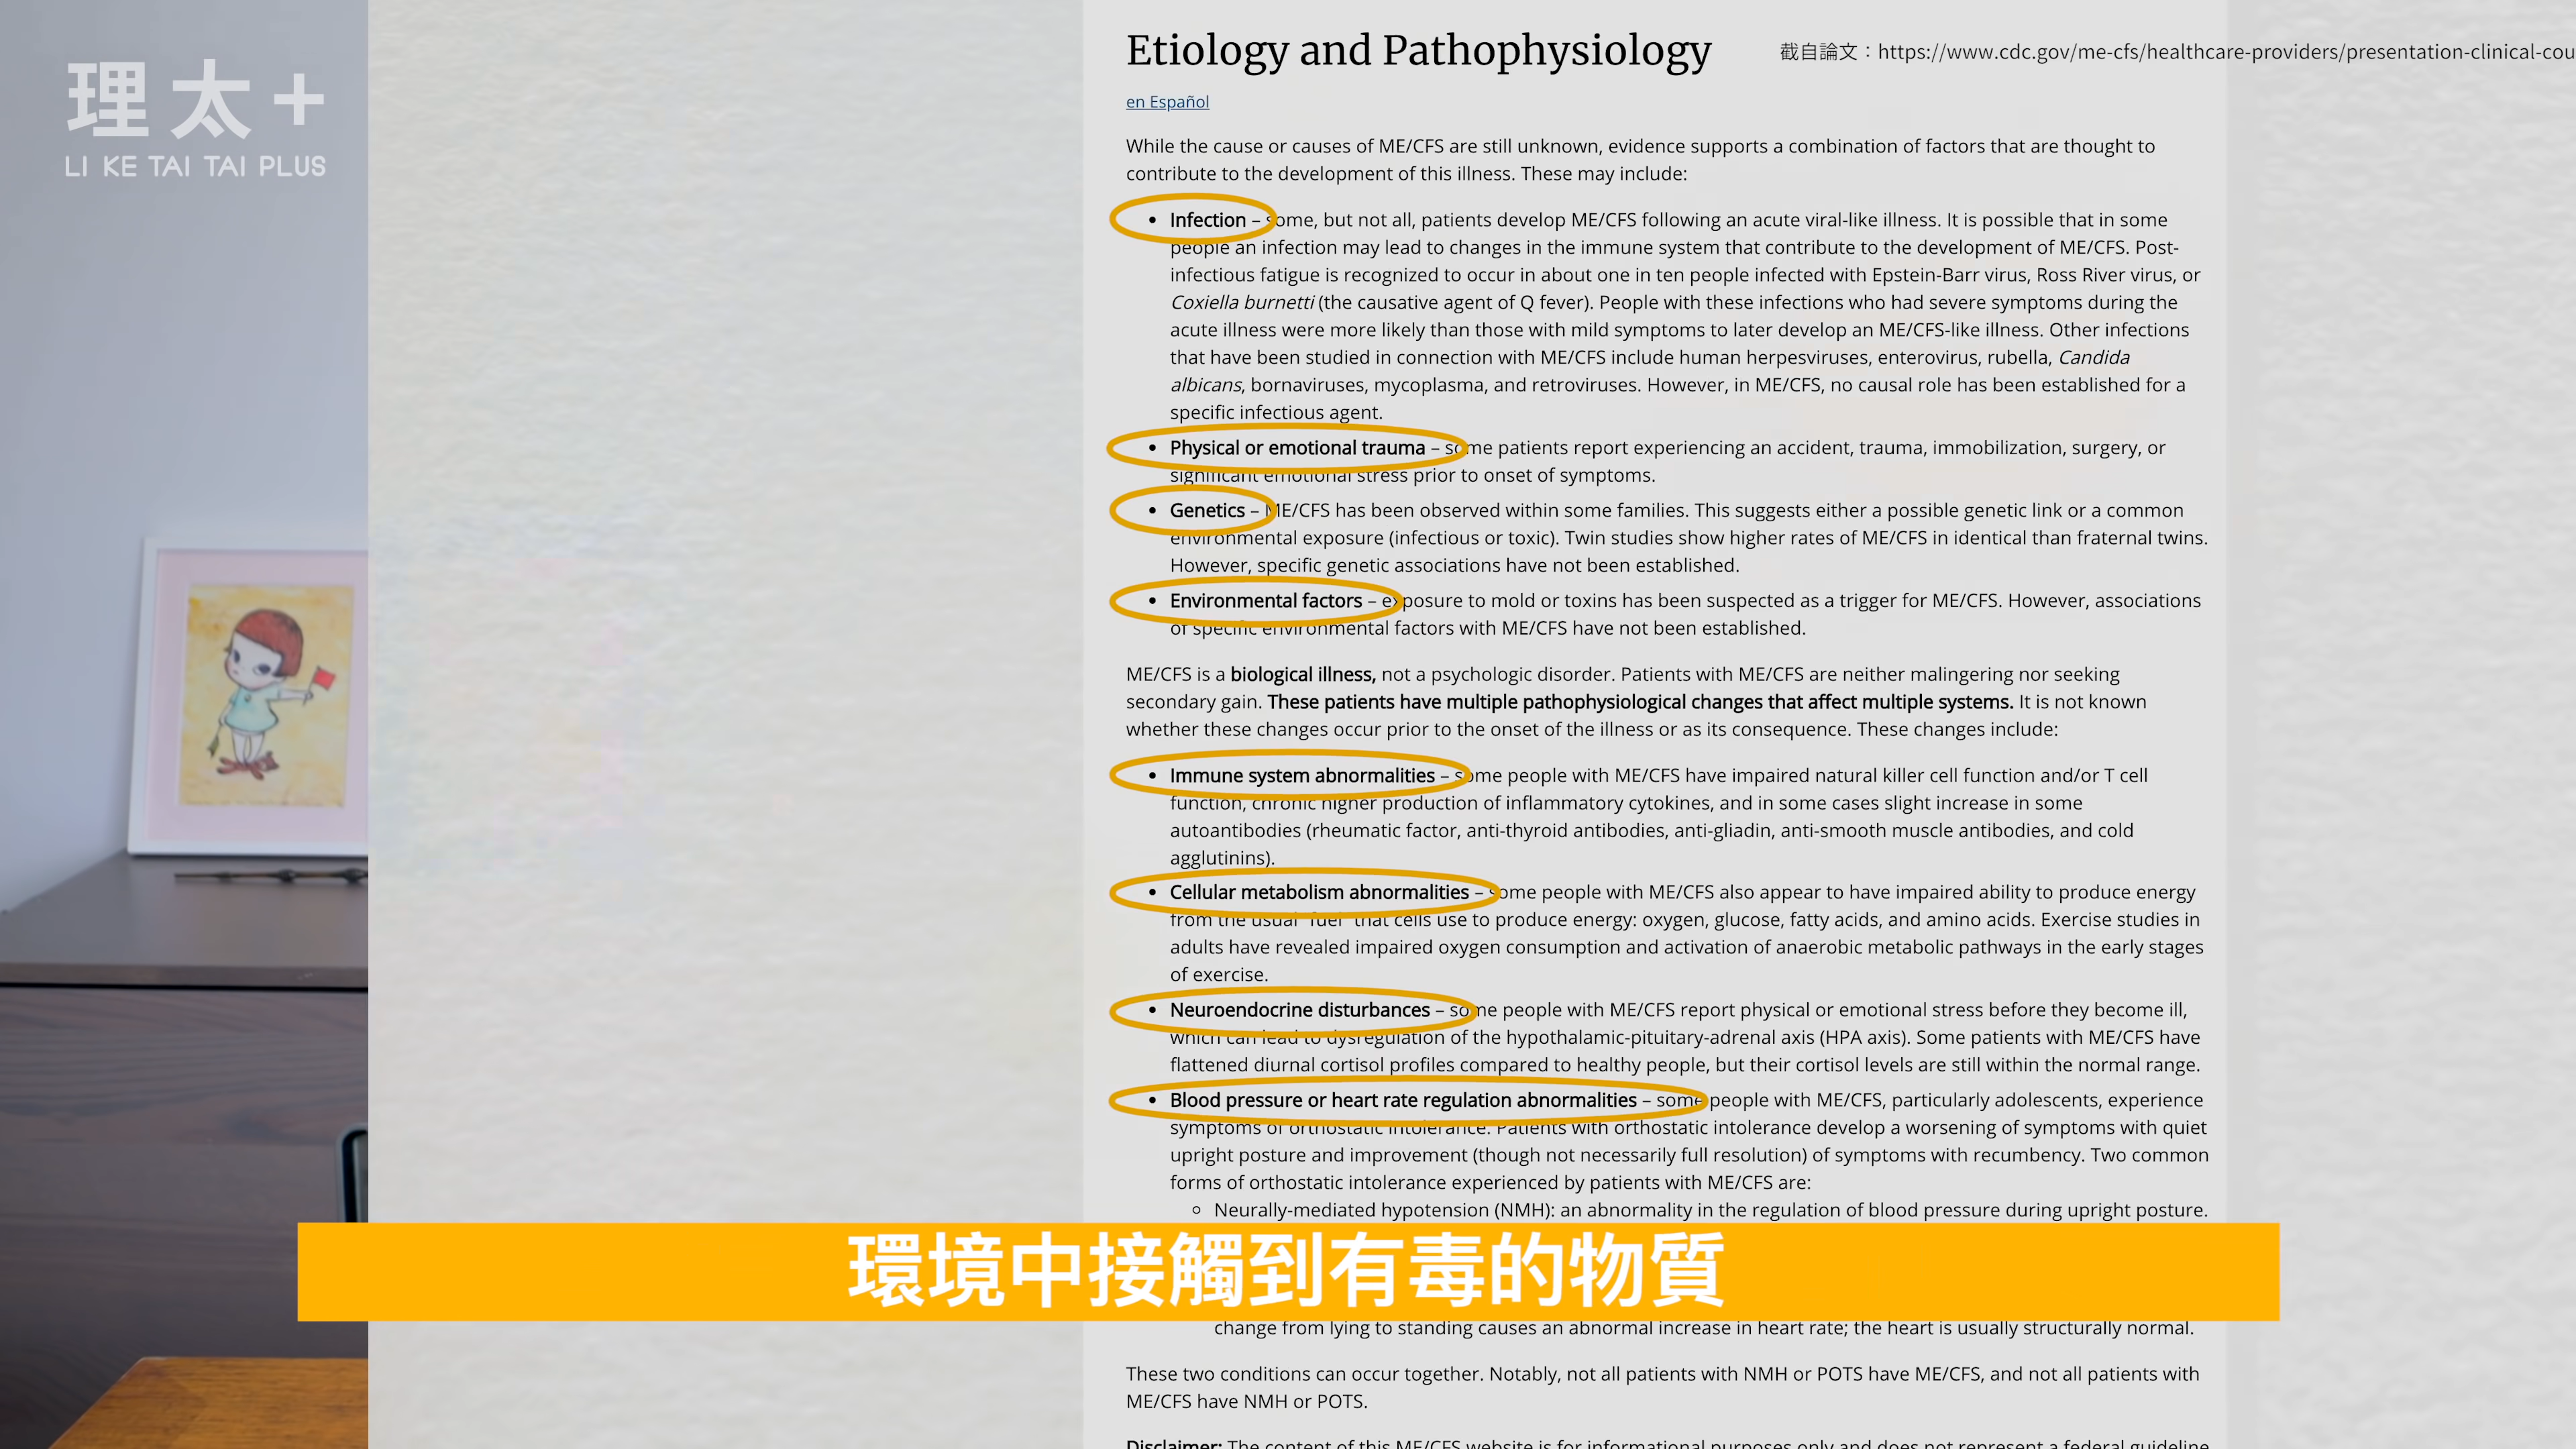 理太+
LI KE TAI TAI PLUS
Etiology and Pathophysiology
截自論文：https://www.cdc.gov/me-cfs/healthcare-providers/presentation-clinical-cou
en Español
While the cause or causes of ME/CFS are still unknown, evidence supports a combination of factors that are thought to
contribute to the development of this illness. These may include:
• Infection – some, but not all, patients develop ME/CFS following an acute viral-like illness. It is possible that in some
people an infection may lead to changes in the immune system that contribute to the development of ME/CFS. Post-
infectious fatigue is recognized to occur in about one in ten people infected with Epstein-Barr virus, Ross River virus, or
Coxiella burnetti (the causative agent of Q fever). People with these infections who had severe symptoms during the
acute illness were more likely than those with mild symptoms to later develop an ME/CFS-like illness. Other infections
that have been studied in connection with ME/CFS include human herpesviruses, enterovirus, rubella, Candida
albicans, bornaviruses, mycoplasma, and retroviruses. However, in ME/CFS, no causal role has been established for a
specific infectious agent.
• Physical or emotional trauma – some patients report experiencing an accident, trauma, immobilization, surgery, or
significant emotional stress prior to onset of symptoms.
• Genetics – ME/CFS has been observed within some families. This suggests either a possible genetic link or a common
environmental exposure (infectious or toxic). Twin studies show higher rates of ME/CFS in identical than fraternal twins.
However, specific genetic associations have not been established.
• Environmental factors – exposure to mold or toxins has been suspected as a trigger for ME/CFS. However, associations
of specific environmental factors with ME/CFS have not been established.
ME/CFS is a biological illness, not a psychologic disorder. Patients with ME/CFS are neither malingering nor seeking
secondary gain. These patients have multiple pathophysiological changes that affect multiple systems. It is not known
whether these changes occur prior to the onset of the illness or as its consequence. These changes include:
• Immune system abnormalities – some people with ME/CFS have impaired natural killer cell function and/or T cell
function, chronic higher production of inflammatory cytokines, and in some cases slight increase in some
autoantibodies (rheumatic factor, anti-thyroid antibodies, anti-gliadin, anti-smooth muscle antibodies, and cold
agglutinins).
• Cellular metabolism abnormalities – some people with ME/CFS also appear to have impaired ability to produce energy
from the usual "fuel" that cells use to produce energy: oxygen, glucose, fatty acids, and amino acids. Exercise studies in
adults have revealed impaired oxygen consumption and activation of anaerobic metabolic pathways in the early stages
of exercise.
• Neuroendocrine disturbances – some people with ME/CFS report physical or emotional stress before they become ill,
which can lead to dysregulation of the hypothalamic-pituitary-adrenal axis (HPA axis). Some patients with ME/CFS have
flattened diurnal cortisol profiles compared to healthy people, but their cortisol levels are still within the normal range.
• Blood pressure or heart rate regulation abnormalities – some people with ME/CFS, particularly adolescents, experience
symptoms of orthostatic intolerance. Patients with orthostatic intolerance develop a worsening of symptoms with quiet
upright posture and improvement (though not necessarily full resolution) of symptoms with recumbency. Two common
forms of orthostatic intolerance experienced by patients with ME/CFS are:
○ Neurally-mediated hypotension (NMH): an abnormality in the regulation of blood pressure during upright posture.
環境中接觸到有毒的物質
change from lying to standing causes an abnormal increase in heart rate; the heart is usually structurally normal.
These two conditions can occur together. Notably, not all patients with NMH or POTS have ME/CFS, and not all patients with
ME/CFS have NMH or POTS.
Disclaimer: The content of this ME/CFS website is for informational purposes only and does not represent a federal guideline